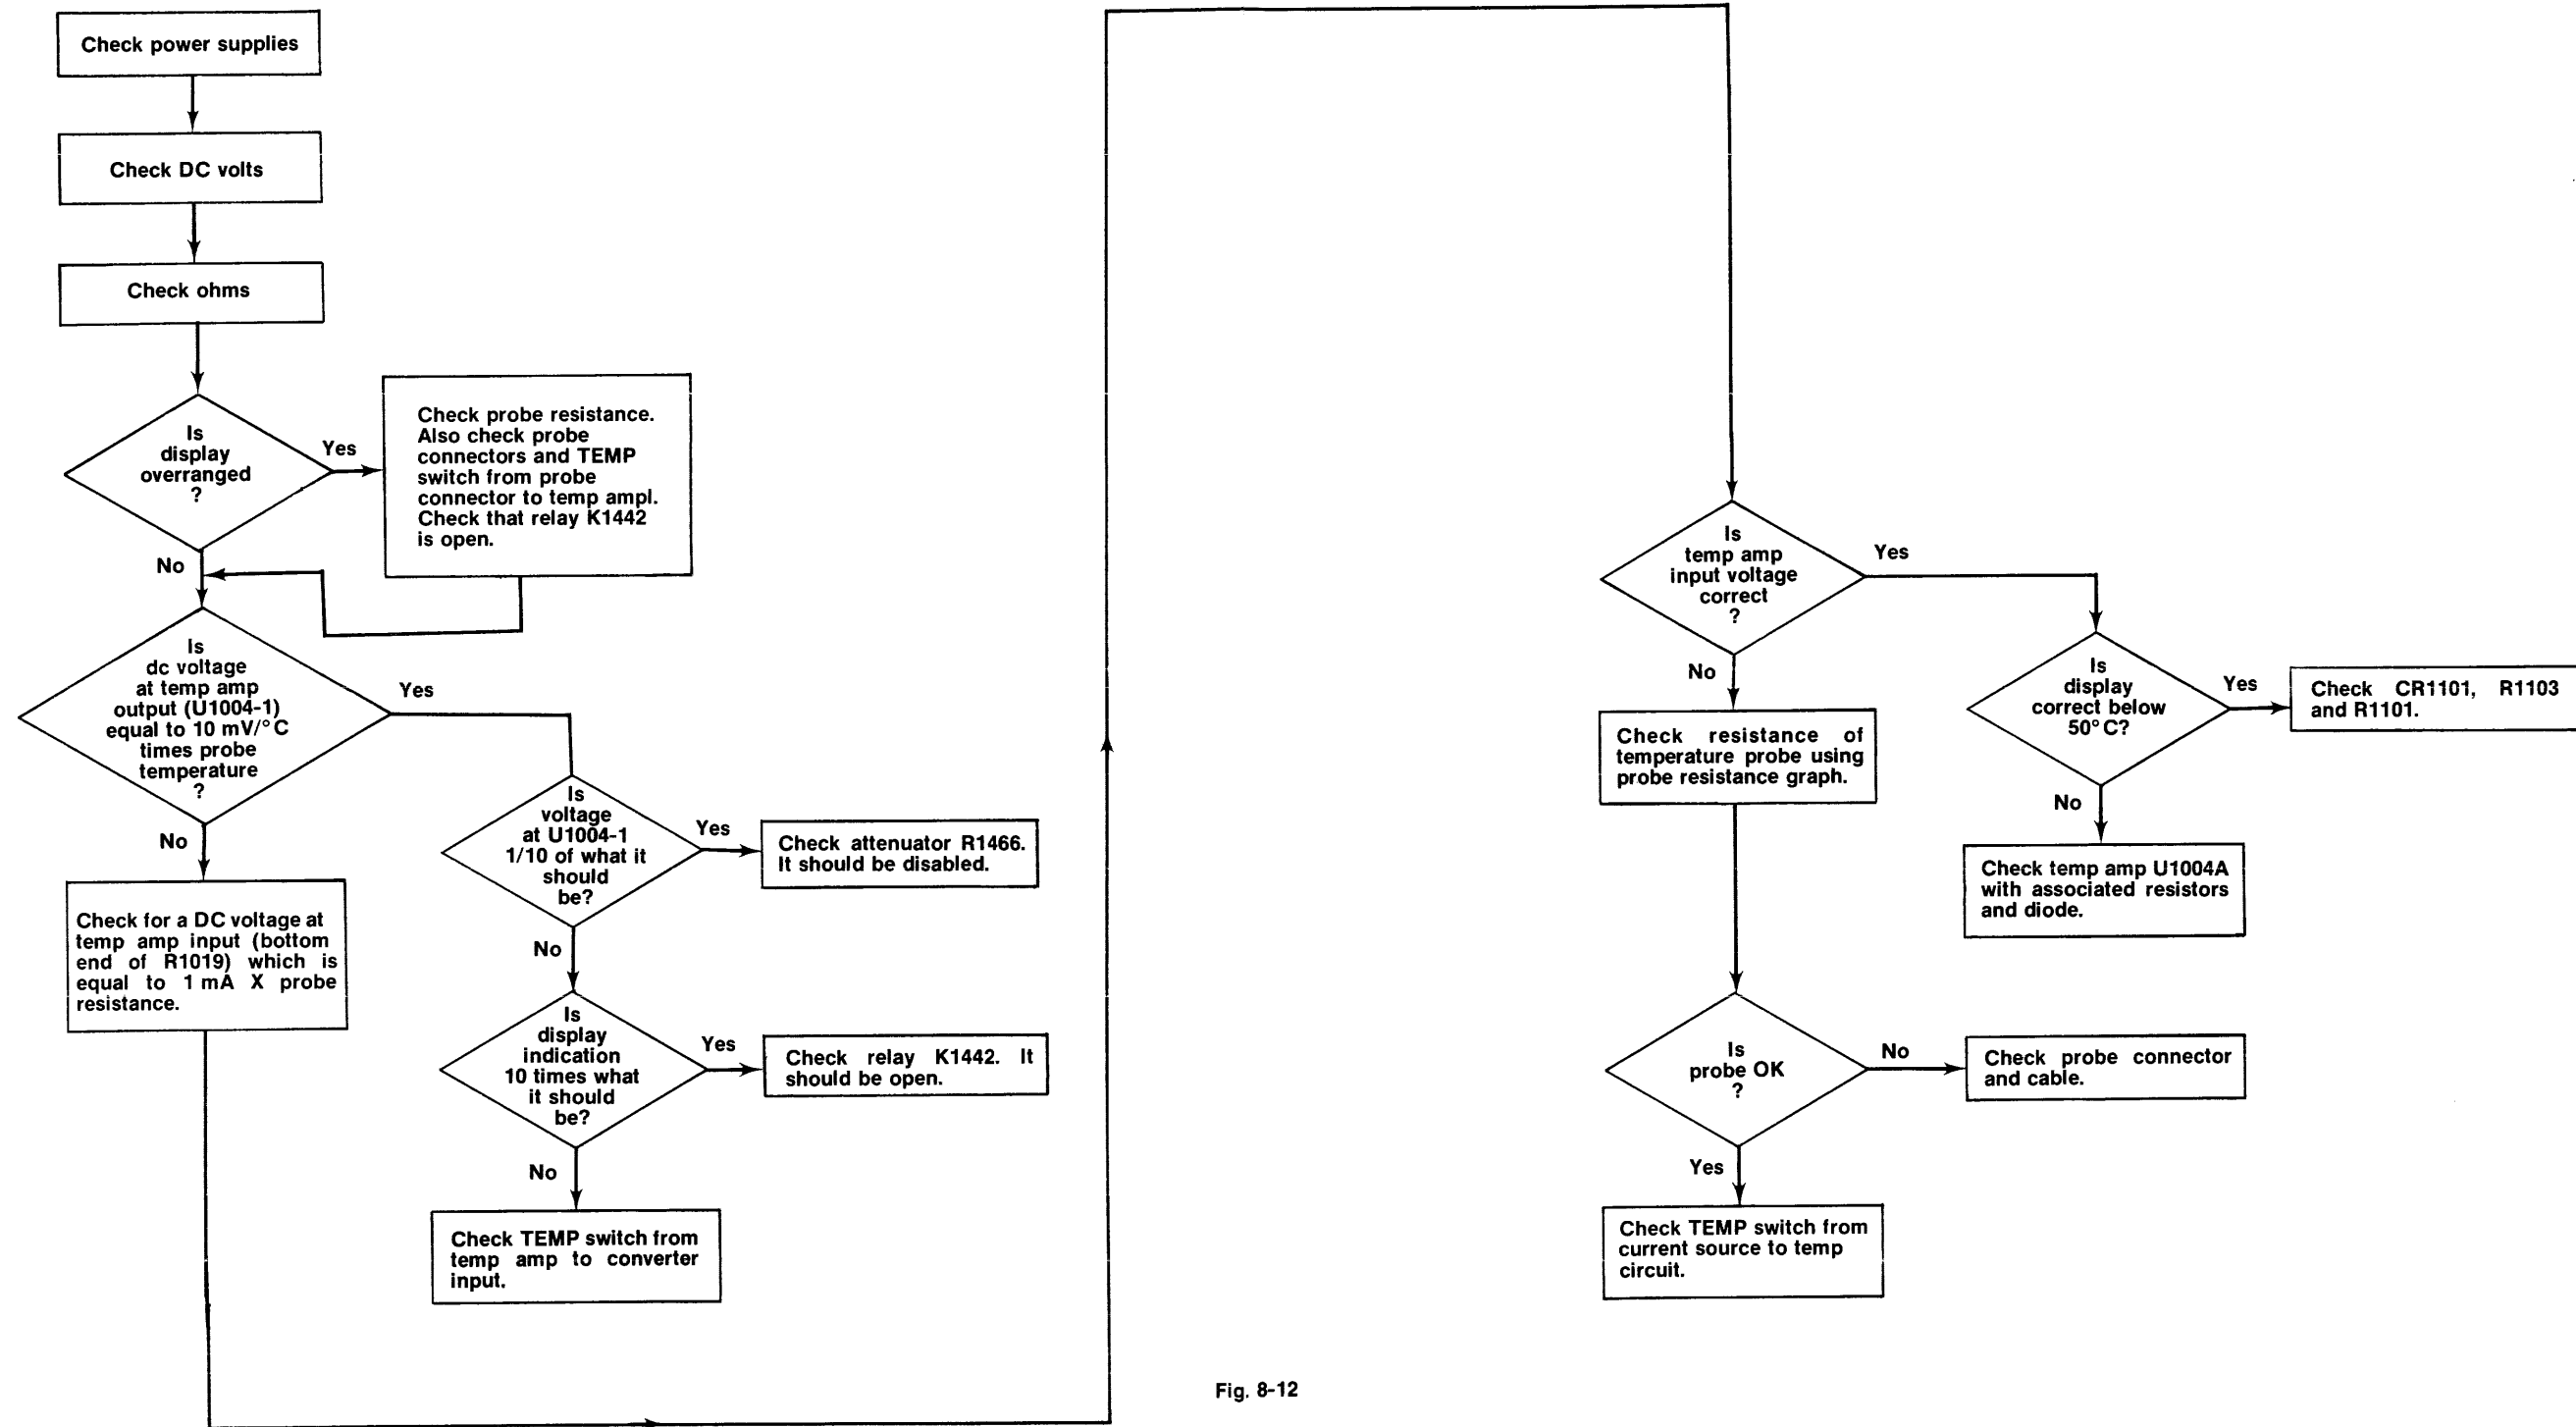 Check power supplies
Check DC volts
Check ohms
Is
display
overranged
?
Yes
Check probe resistance.
Also check probe
connectors and TEMP
switch from probe
connector to temp ampl.
Check that relay K1442
is open.
No
Is
dc voltage
at temp amp
output (U1004-1)
equal to 10 mV/°C
times probe
temperature
?
Yes
No
Check for a DC voltage at
temp amp input (bottom
end of R1019) which is
equal to 1 mA X probe
resistance.
Is
voltage
at U1004-1
1/10 of what it
should
be?
Yes
Check attenuator R1466.
It should be disabled.
No
Is
display
indication
10 times what
it should
be?
Yes
Check relay K1442. It
should be open.
No
Check TEMP switch from
temp amp to converter
input.
Is
temp amp
input voltage
correct
?
Yes
No
Is
display
correct below
50°C?
Yes
Check CR1101, R1103
and R1101.
No
Check temp amp U1004A
with associated resistors
and diode.
Check resistance of
temperature probe using
probe resistance graph.
Is
probe OK
?
No
Check probe connector
and cable.
Yes
Check TEMP switch from
current source to temp
circuit.
Fig. 8-12